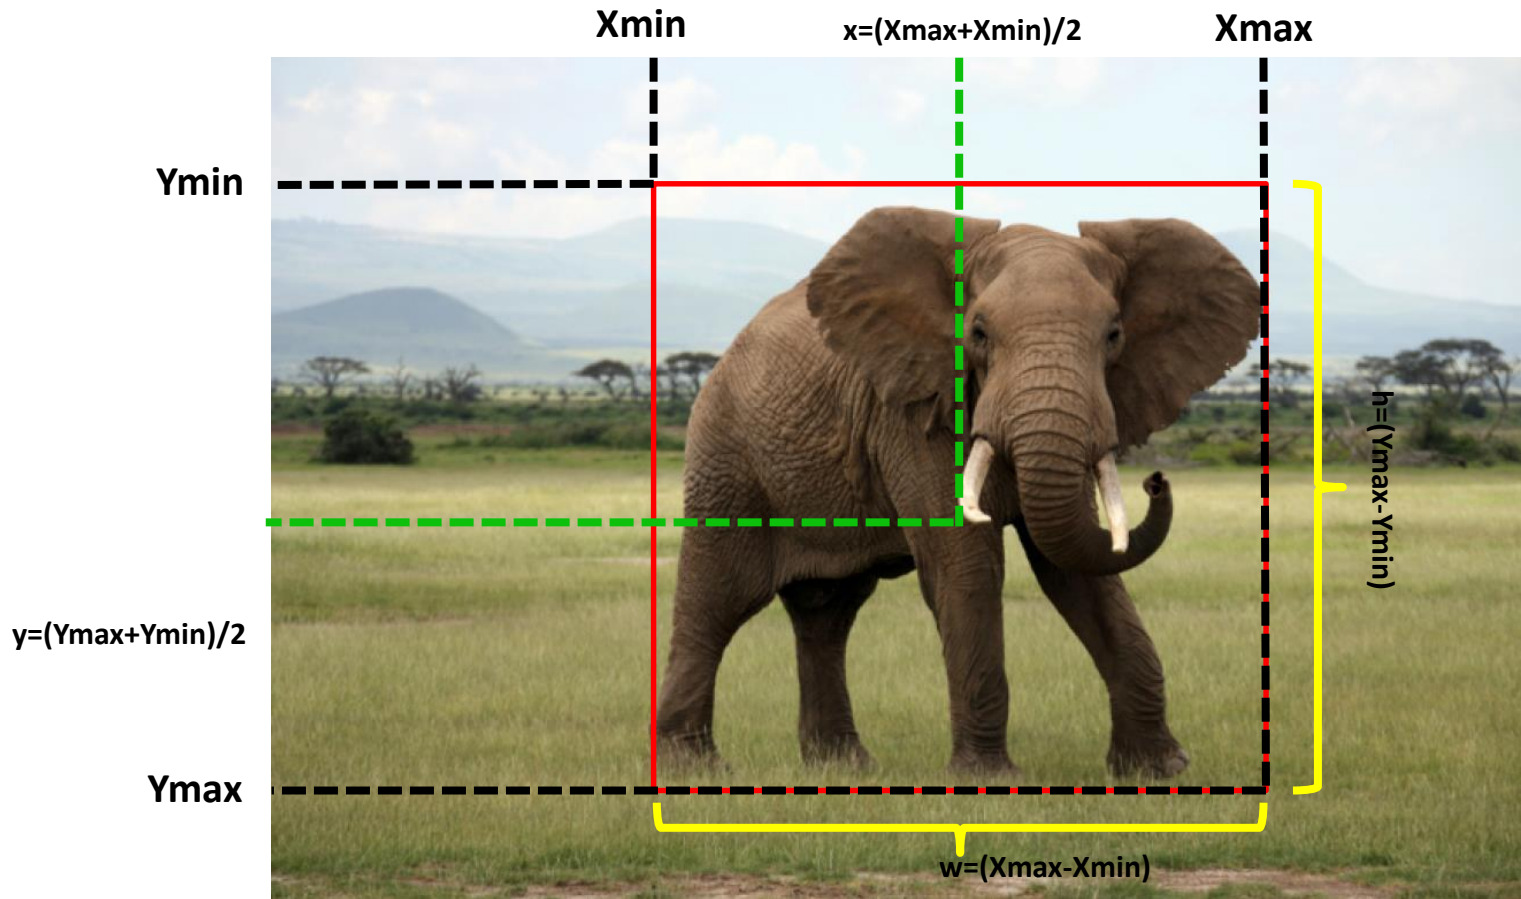 Xmin
x=(Xmax+Xmin)/2
Xmax
Ymin
h=(Ymax-Ymin)
y=(Ymax+Ymin)/2
Ymax
w=(Xmax-Xmin)